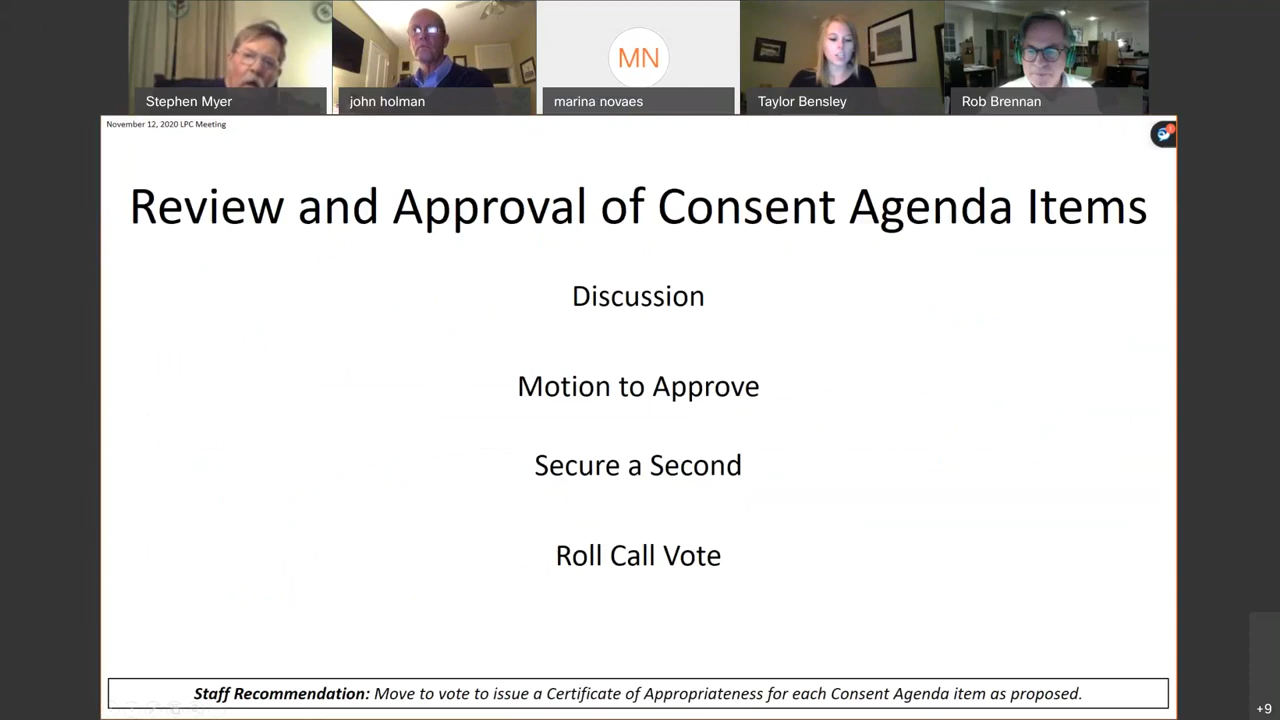 MN
Stephen Myer
john holman
marina novaes
Taylor Bensley
Rob Brennan
November 12, 2020 LPC Meeting
Review and Approval of Consent Agenda Items
Discussion
Motion to Approve
Secure a Second
Roll Call Vote
Staff Recommendation: Move to vote to issue a Certificate of Appropriateness for each Consent Agenda item as proposed.
+9